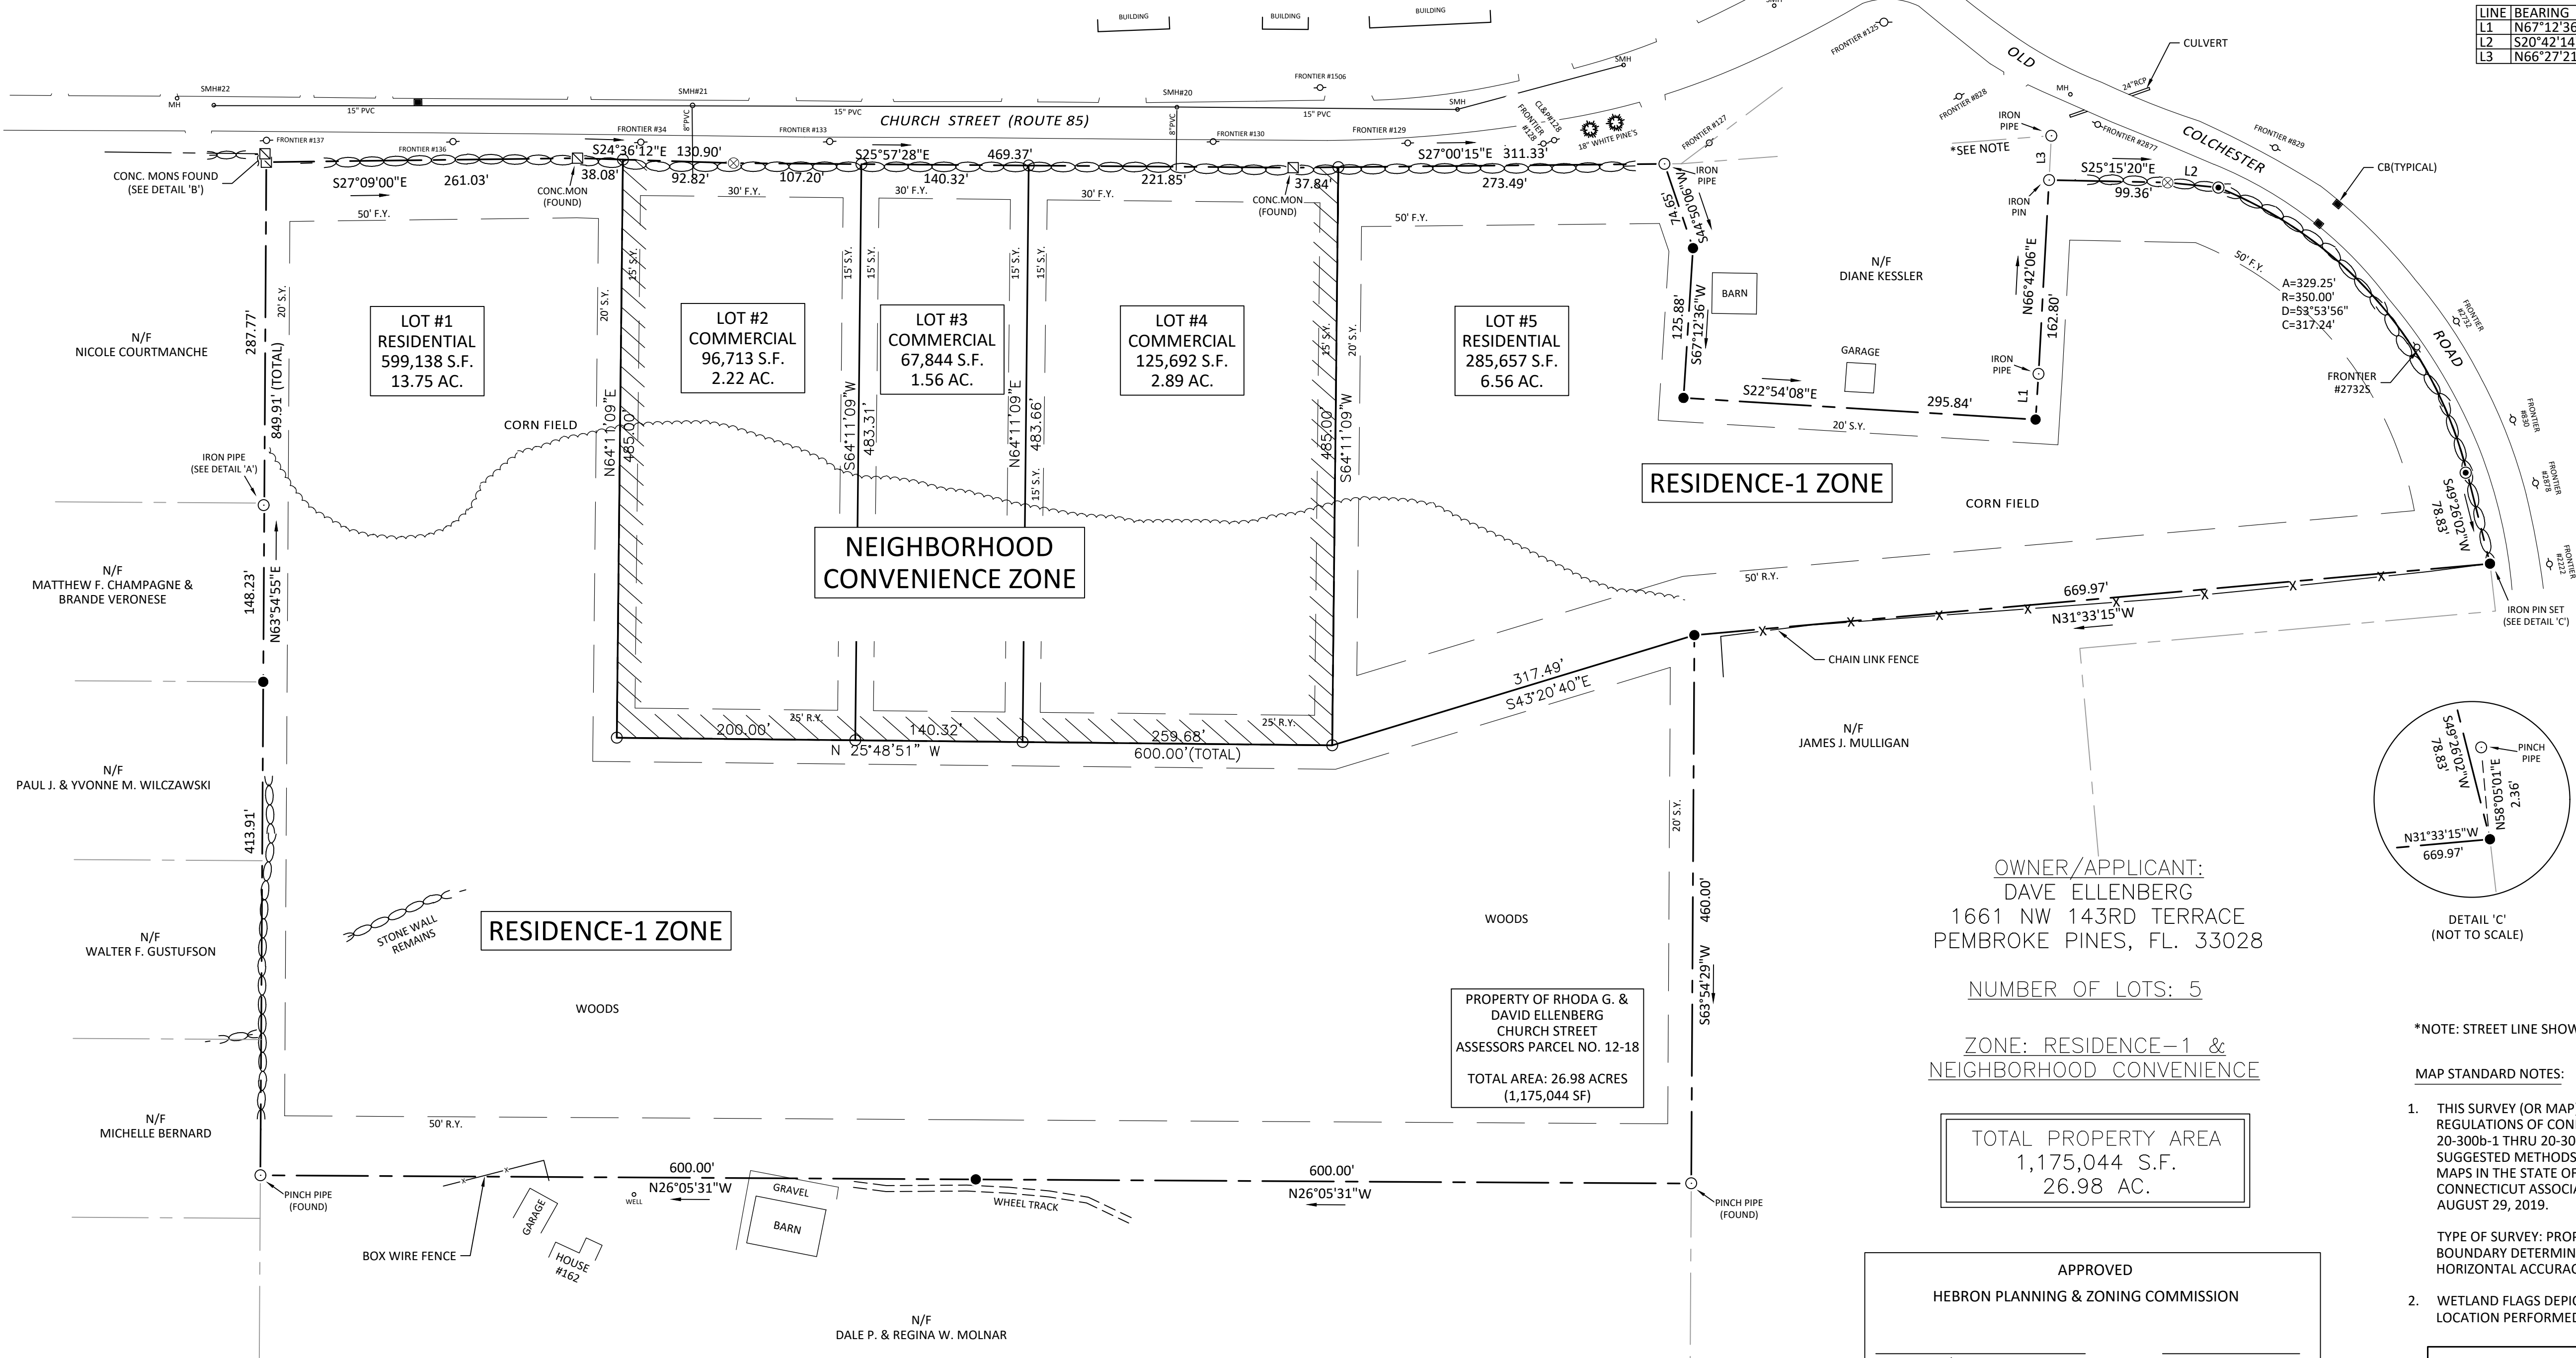 BUILDING
BUILDING
BUILDING
SMH
FRONTIER #125
OLD
CULVERT
LINE BEARING
L1 N67°12'36
L2 S20°42'14
L3 N66°27'21
SMH#22
MH
15" PVC
SMH#21
8"PVC
15" PVC
CHURCH STREET (ROUTE 85)
SMH#20
8"PVC
15" PVC
FRONTIER #1506
SMH
SMH
CL&P#128
FRONTIER
#128
18" WHITE PINE'S
FRONTIER #127
FRONTIER #828
MH
24"RCP
FRONTIER #2877
COLCHESTER
FRONTIER #829
CB(TYPICAL)
FRONTIER #137
FRONTIER #136
FRONTIER #34
FRONTIER #133
FRONTIER #130
FRONTIER #129
CONC. MONS FOUND
(SEE DETAIL 'B')
S27°09'00"E
261.03'
CONC.MON
(FOUND)
38.08'
S24°36'12"E 130.90'
92.82'
107.20'
S25°57'28"E
140.32'
469.37'
221.85'
CONC.MON
(FOUND)
37.84'
S27°00'15"E 311.33'
273.49'
IRON
PIPE
S44°50'06"W
74.65'
IRON
PIPE
*SEE NOTE
L3
IRON
PIN
S25°15'20"E
99.36'
L2
50' F.Y.
30' F.Y.
30' F.Y.
30' F.Y.
50' F.Y.
50' F.Y.
20' S.Y.
20' S.Y.
15' S.Y.
15' S.Y.
15' S.Y.
15' S.Y.
15' S.Y.
15' S.Y.
20' S.Y.
N/F
DIANE KESSLER
BARN
GARAGE
125.88'
S67°12'36"W
S22°54'08"E
295.84'
20' S.Y.
N66°42'06"E
162.80'
IRON
PIPE
L1
A=329.25'
R=350.00'
D=53°53'56"
C=317.24'
FRONTIER
#2732
ROAD
FRONTIER
#27325
FRONTIER
#830
FRONTIER
#2878
FRONTIER
#2222
S49°26'02"W
78.83'
N/F
NICOLE COURTMANCHE
287.77'
849.91' (TOTAL)
LOT #1
RESIDENTIAL
599,138 S.F.
13.75 AC.
LOT #2
COMMERCIAL
96,713 S.F.
2.22 AC.
LOT #3
COMMERCIAL
67,844 S.F.
1.56 AC.
LOT #4
COMMERCIAL
125,692 S.F.
2.89 AC.
LOT #5
RESIDENTIAL
285,657 S.F.
6.56 AC.
CORN FIELD
N64°11'09"E
485.00'
S64°11'09"W
483.31'
N64°11'09"E
483.66'
15' S.Y.
485.00'
S64°11'09"W
IRON PIPE
(SEE DETAIL 'A')
RESIDENCE-1 ZONE
CORN FIELD
NEIGHBORHOOD
CONVENIENCE ZONE
N/F
MATTHEW F. CHAMPAGNE &
BRANDE VERONESE
148.23'
N63°54'55"E
50' R.Y.
669.97'
N31°33'15"W
IRON PIN SET
(SEE DETAIL 'C')
CHAIN LINK FENCE
317.49'
S43°20'40"E
25' R.Y.
25' R.Y.
200.00'
140.32'
259.68'
N 25°48'51" W
600.00'(TOTAL)
N/F
JAMES J. MULLIGAN
N/F
PAUL J. & YVONNE M. WILCZAWSKI
413.91'
20' S.Y.
S49°26'02"W
78.83'
PINCH
PIPE
N58°05'01"E
2.36'
N31°33'15"W
669.97'
DETAIL 'C'
(NOT TO SCALE)
OWNER/APPLICANT:
DAVE ELLENBERG
1661 NW 143RD TERRACE
PEMBROKE PINES, FL. 33028
NUMBER OF LOTS: 5
ZONE: RESIDENCE-1 &
NEIGHBORHOOD CONVENIENCE
TOTAL PROPERTY AREA
1,175,044 S.F.
26.98 AC.
N/F
WALTER F. GUSTUFSON
STONE WALL
REMAINS
RESIDENCE-1 ZONE
WOODS
WOODS
460.00'
S63°54'29"W
PROPERTY OF RHODA G. &
DAVID ELLENBERG
CHURCH STREET
ASSESSORS PARCEL NO. 12-18
TOTAL AREA: 26.98 ACRES
(1,175,044 SF)
N/F
MICHELLE BERNARD
50' R.Y.
PINCH PIPE
(FOUND)
BOX WIRE FENCE
GARAGE
HOUSE
#162
WELL
600.00'
N26°05'31"W
GRAVEL
BARN
WHEEL TRACK
600.00'
N26°05'31"W
PINCH PIPE
(FOUND)
N/F
DALE P. & REGINA W. MOLNAR
APPROVED
HEBRON PLANNING & ZONING COMMISSION
*NOTE: STREET LINE SHOW
MAP STANDARD NOTES:
1. THIS SURVEY (OR MAP
REGULATIONS OF CON
20-300b-1 THRU 20-30
SUGGESTED METHODS
MAPS IN THE STATE OF
CONNECTICUT ASSOCIA
AUGUST 29, 2019.
TYPE OF SURVEY: PROP
BOUNDARY DETERMIN
HORIZONTAL ACCURAC
2. WETLAND FLAGS DEPIC
LOCATION PERFORMED